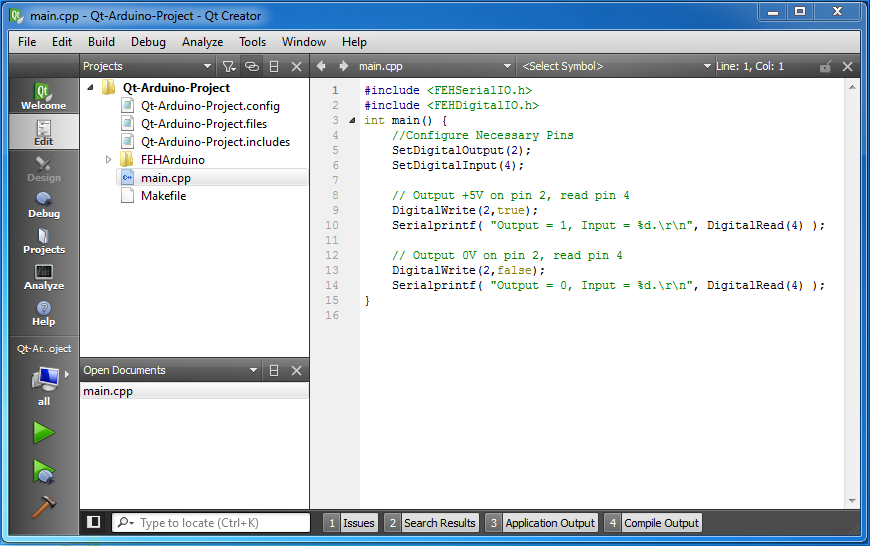 main.cpp - Qt-Arduino-Project - Qt Creator
File Edit Build Debug Analyze Tools Window Help
Welcome
Edit
Design
Debug
Projects
Analyze
Help
Qt-Ar...oject
all
Projects
Qt-Arduino-Project
Qt-Arduino-Project.config
Qt-Arduino-Project.files
Qt-Arduino-Project.includes
FEHArduino
main.cpp
Makefile
Open Documents
main.cpp
main.cpp <Select Symbol> Line: 1, Col: 1
1 #include <FEHSerialIO.h>
2 #include <FEHDigitalIO.h>
3 int main() {
4 //Configure Necessary Pins
5 SetDigitalOutput(2);
6 SetDigitalInput(4);
7
8 // Output +5V on pin 2, read pin 4
9 DigitalWrite(2,true);
10 Serialprintf( "Output = 1, Input = %d.\r\n", DigitalRead(4) );
11
12 // Output 0V on pin 2, read pin 4
13 DigitalWrite(2,false);
14 Serialprintf( "Output = 0, Input = %d.\r\n", DigitalRead(4) );
15 }
16
Type to locate (Ctrl+K) 1 Issues 2 Search Results 3 Application Output 4 Compile Output